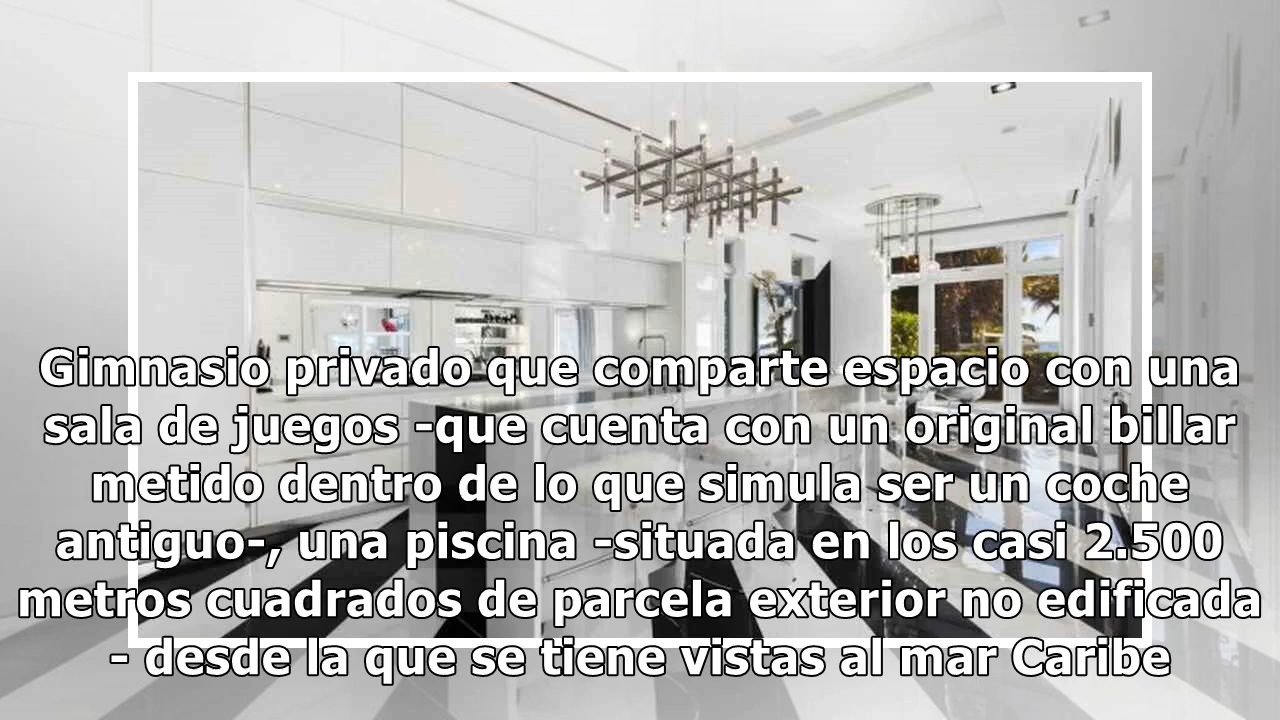 Gimnasio privado que comparte espacio con una
sala de juegos -que cuenta con un original billar
metido dentro de lo que simula ser un coche
antiguo-, una piscina -situada en los casi 2.500
metros cuadrados de parcela exterior no edificada
- desde la que se tiene vistas al mar Caribe